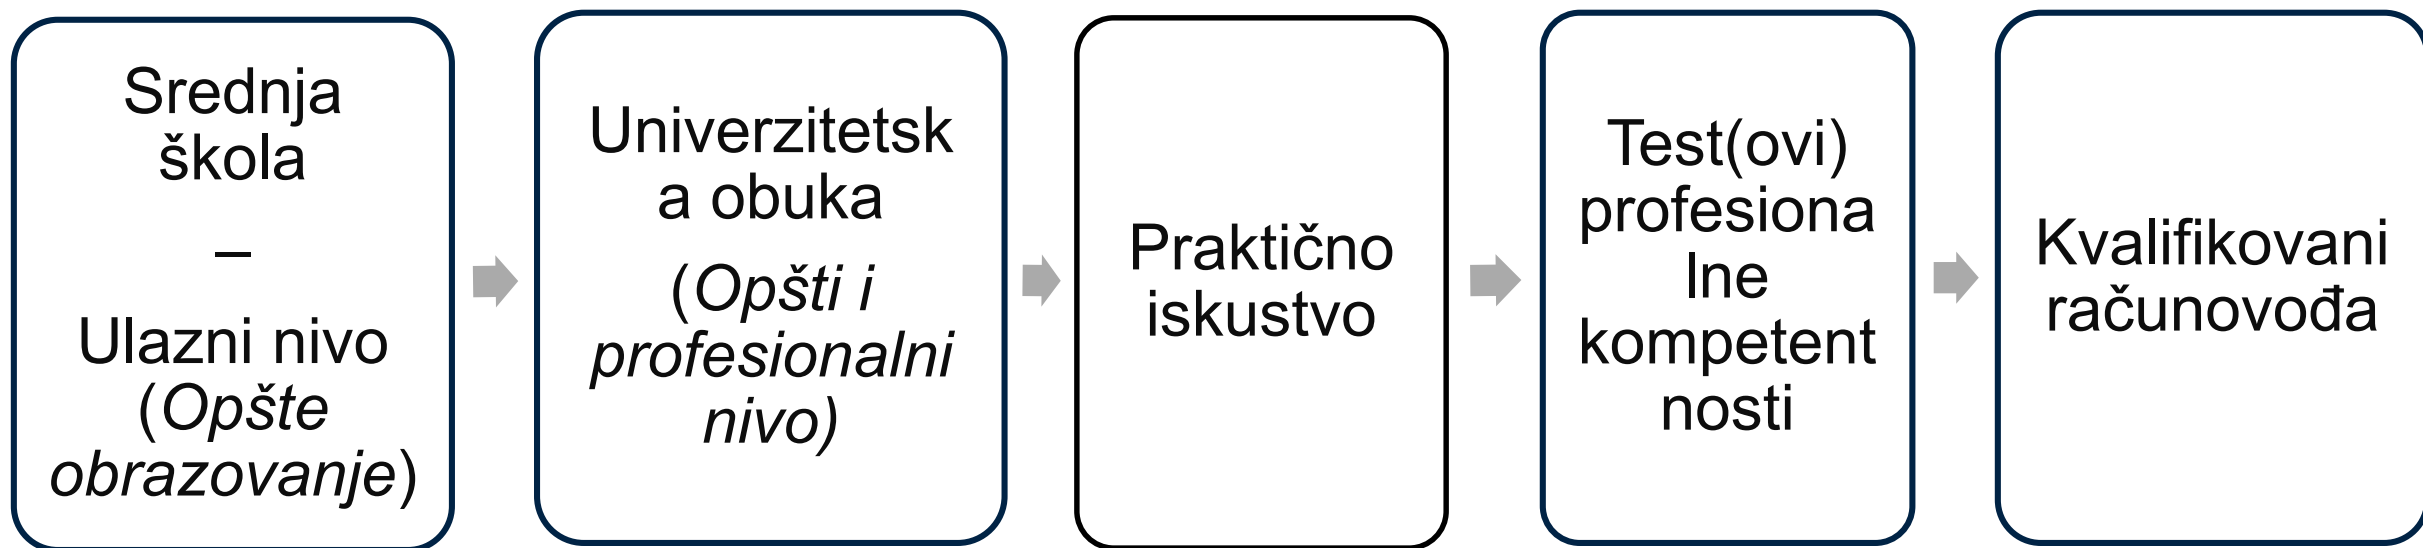 Srednja
škola
–
Ulazni nivo
(Opšte
obrazovanje)
Univerzitetsk
a obuka
(Opšti i
profesionalni
nivo)
Praktično
iskustvo
Test(ovi)
profesiona
lne
kompetent
nosti
Kvalifikovani
računovođa